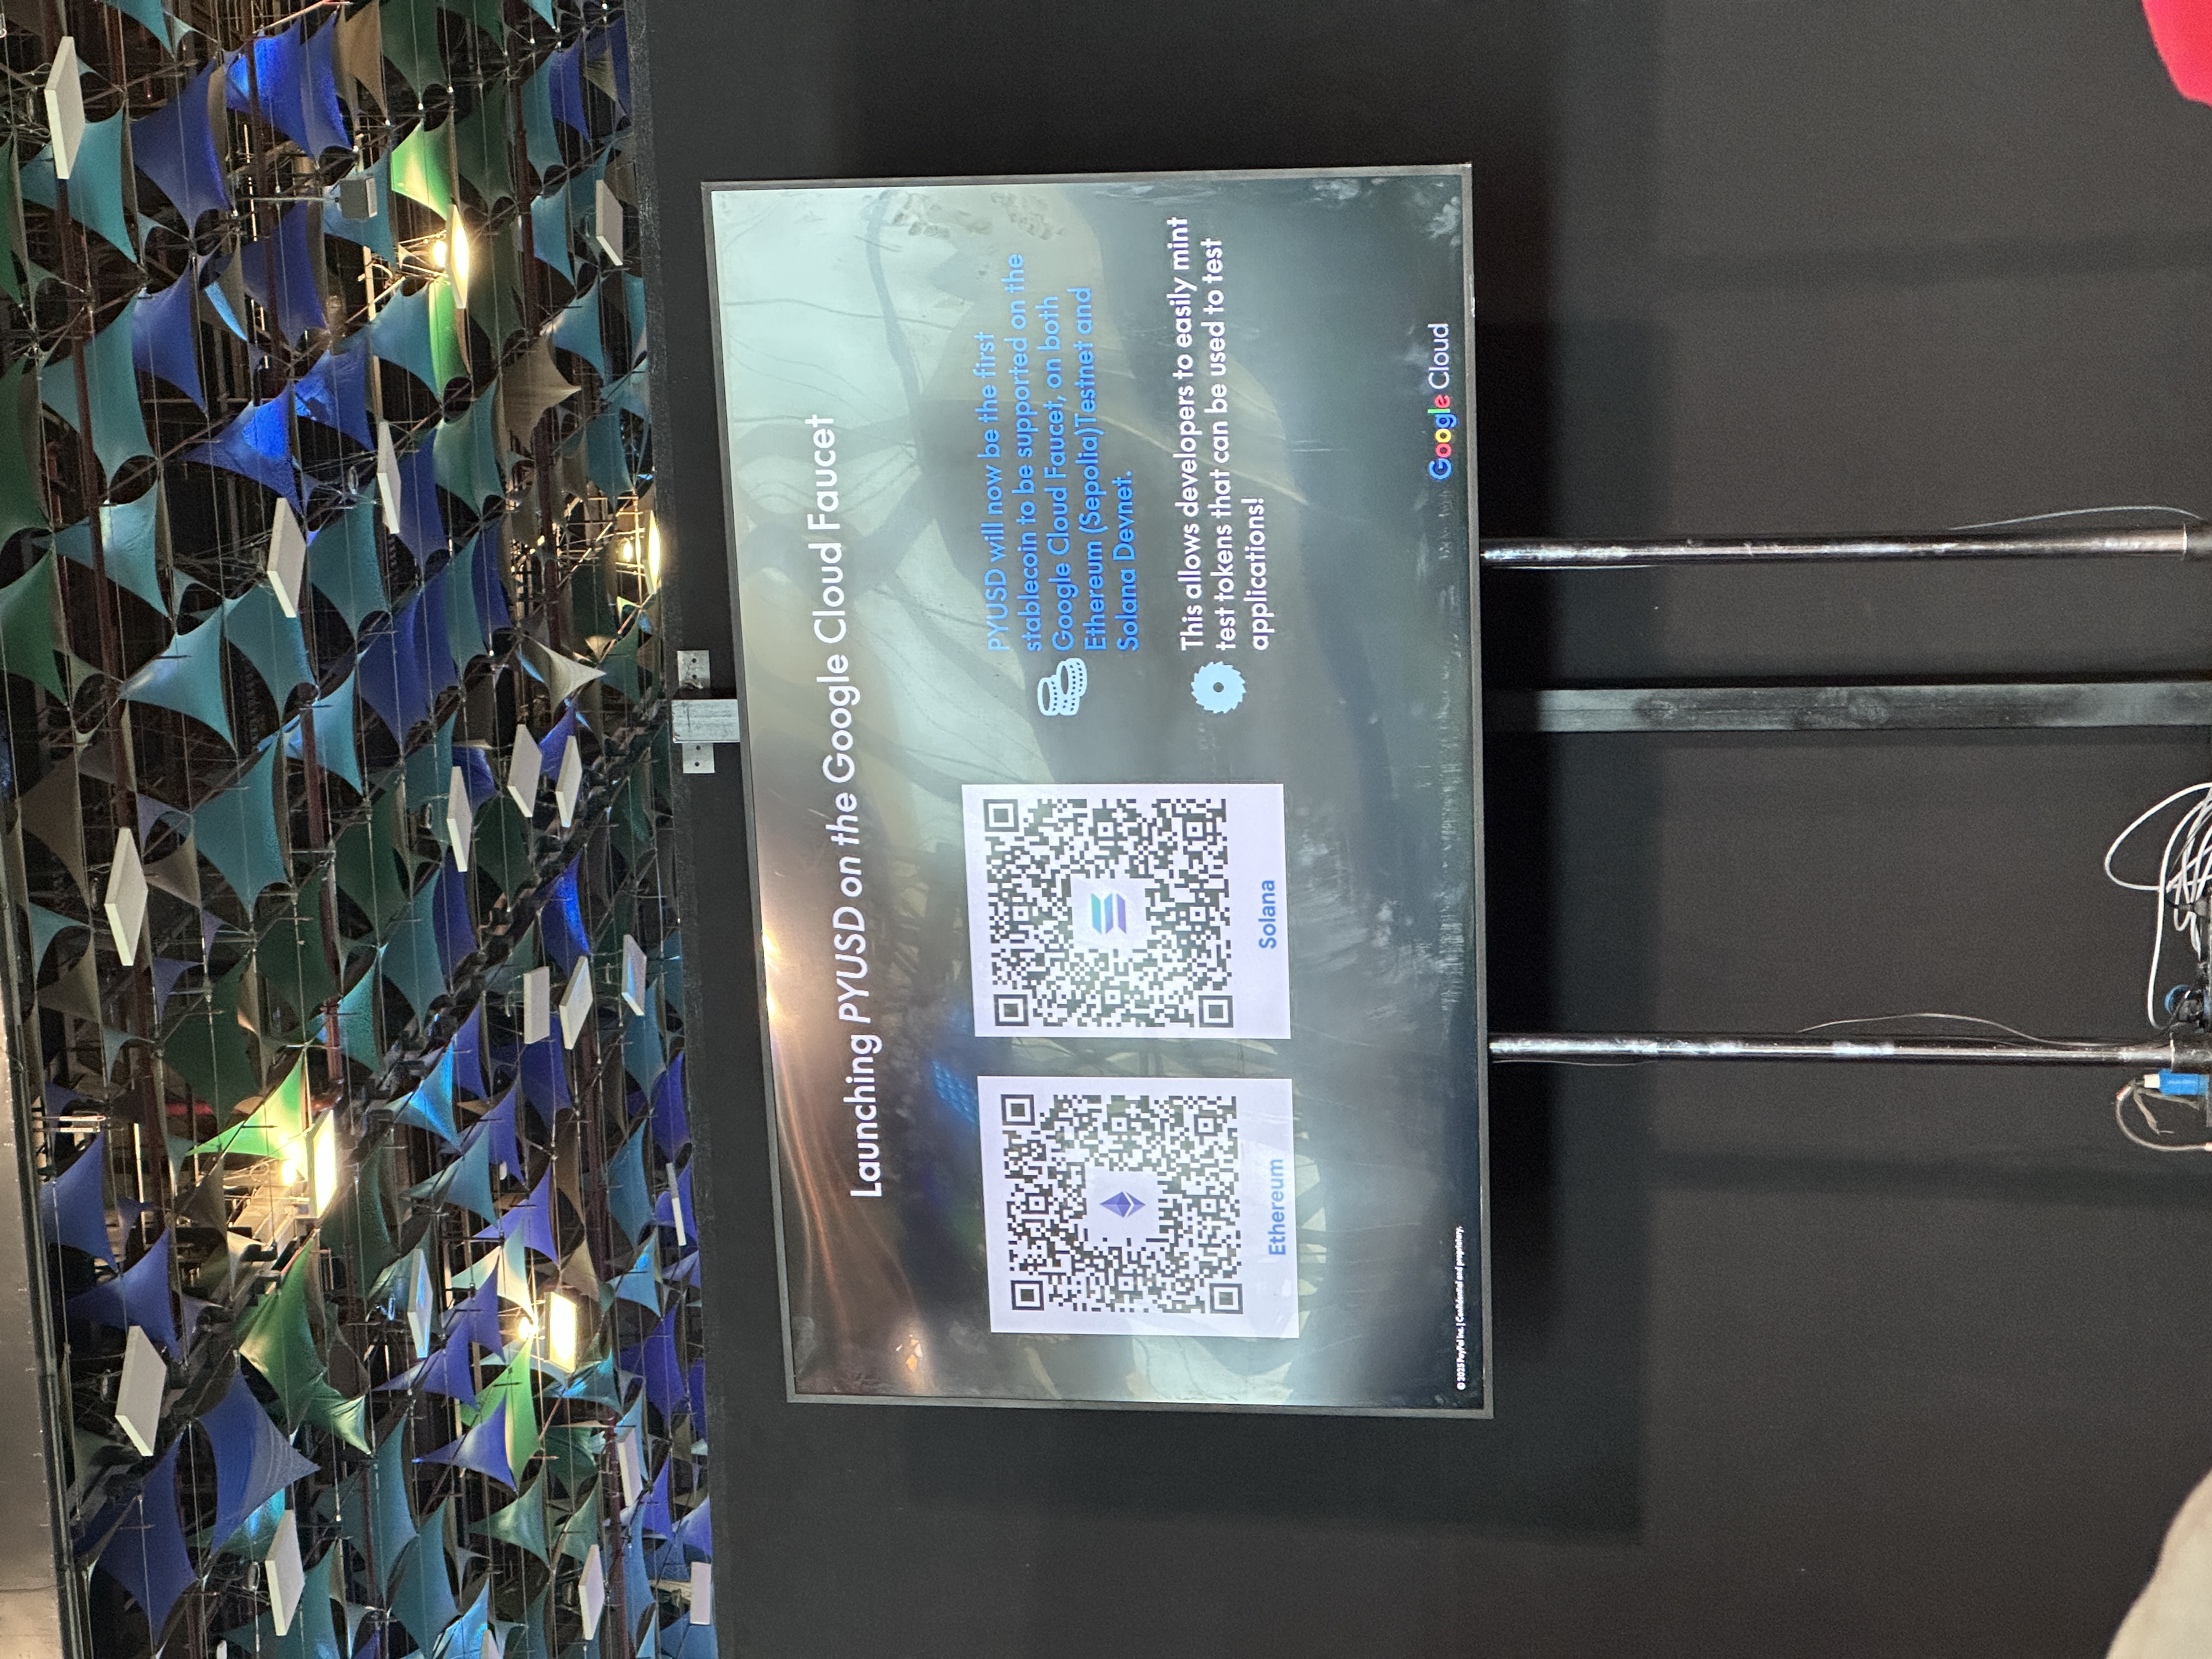 Launching PYUSD on the Google Cloud Faucet
Ethereum
Solana
PYUSD will now be the first
stablecoin to be supported on the
Google Cloud Faucet, on both
Ethereum (Sepolia)Testnet and
Solana Devnet.
This allows developers to easily mint
test tokens that can be used to test
applications!
© 2025 PayPal Inc. | Confidential and proprietary.
Google Cloud